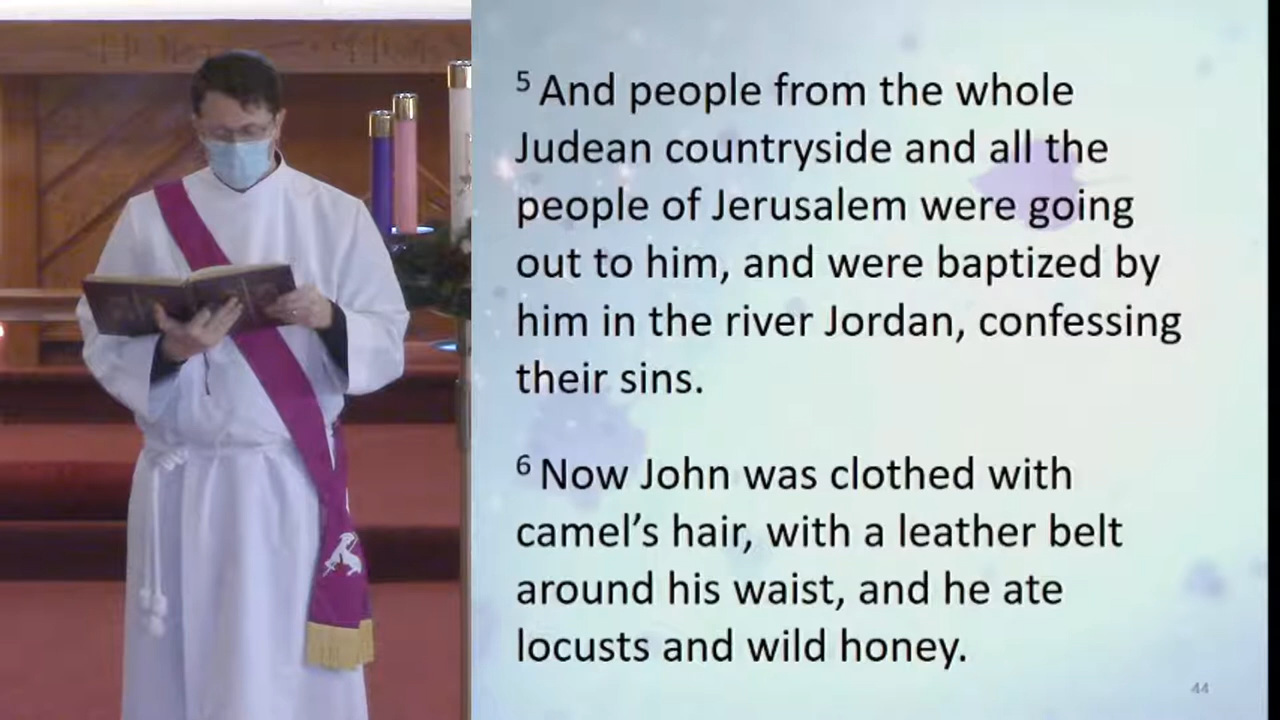 5 And people from the whole
Judean countryside and all the
people of Jerusalem were going
out to him, and were baptized by
him in the river Jordan, confessing
their sins.
6 Now John was clothed with
camel’s hair, with a leather belt
around his waist, and he ate
locusts and wild honey.
44